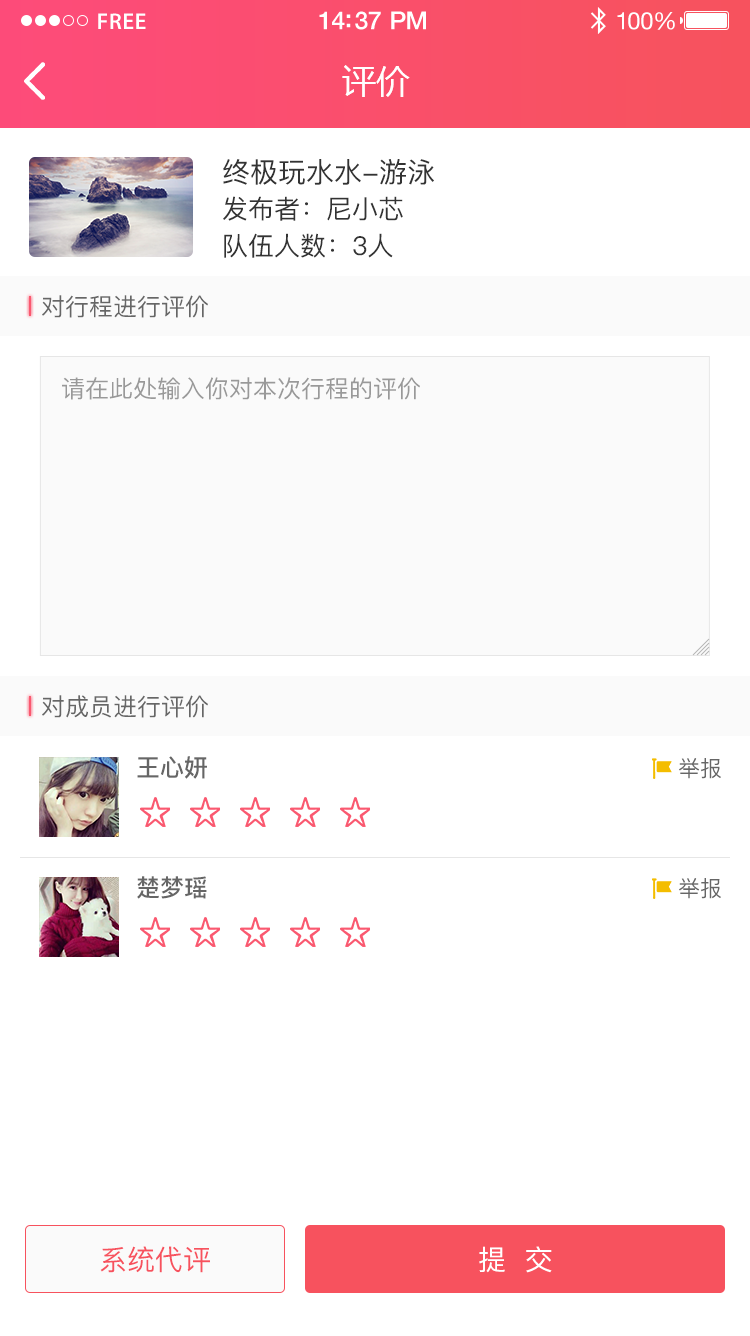 FREE 14:37 PM 100%
评价
终极玩水水-游泳
发布者：尼小芯
队伍人数：3人
对行程进行评价
请在此处输入你对本次行程的评价
对成员进行评价
王心妍 举报
楚梦瑶 举报
系统代评 提 交